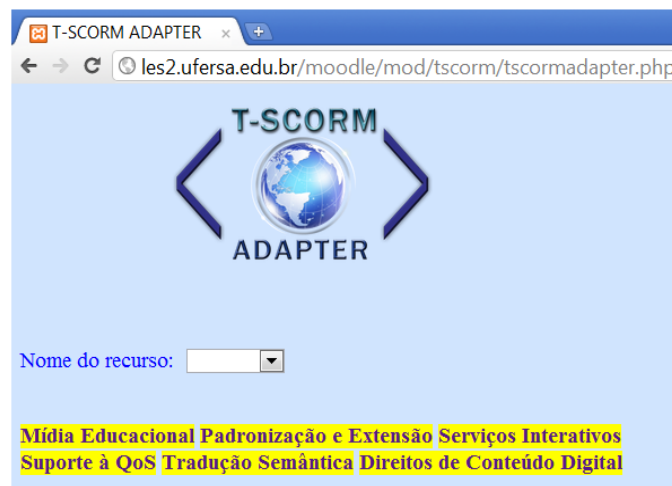 T-SCORM ADAPTER
les2.ufersa.edu.br/moodle/mod/tscorm/tscormadapter.php
T-SCORM
ADAPTER
Nome do recurso:
Mídia Educacional Padronização e Extensão Serviços Interativos
Suporte à QoS Tradução Semântica Direitos de Conteúdo Digital